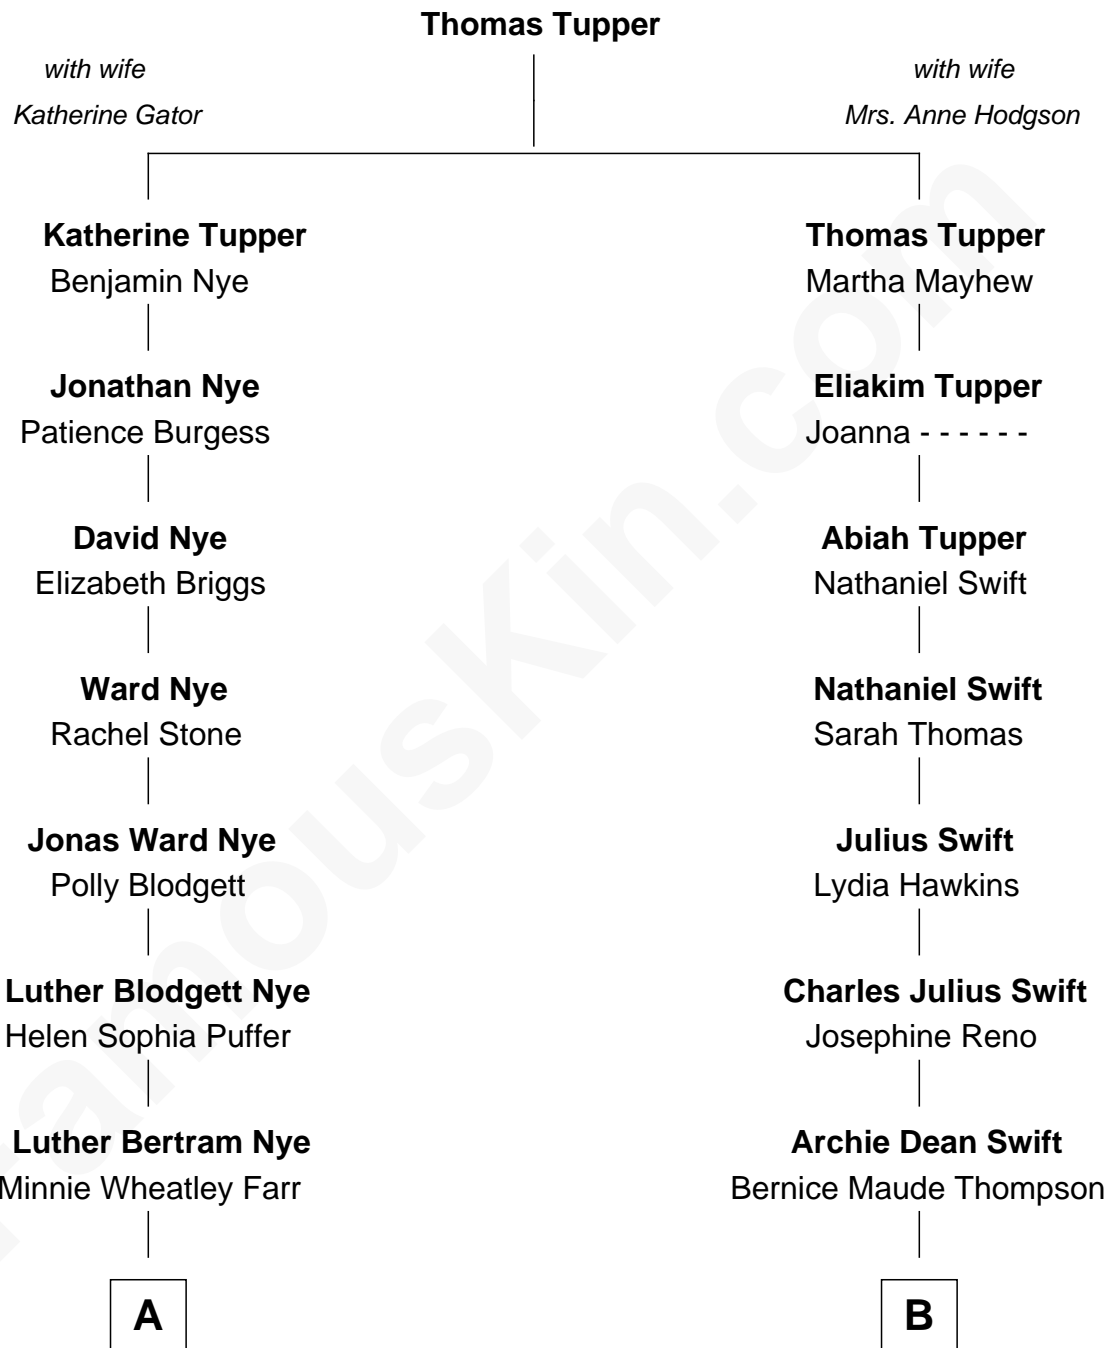 Thomas Tupper
with wife
Katherine Gator
with wife
Mrs. Anne Hodgson
Katherine Tupper
Benjamin Nye
Thomas Tupper
Martha Mayhew
Jonathan Nye
Patience Burgess
Eliakim Tupper
Joanna - - - - - -
David Nye
Elizabeth Briggs
Abiah Tupper
Nathaniel Swift
Ward Nye
Rachel Stone
Nathaniel Swift
Sarah Thomas
Jonas Ward Nye
Polly Blodgett
Julius Swift
Lydia Hawkins
Luther Blodgett Nye
Helen Sophia Puffer
Charles Julius Swift
Josephine Reno
Luther Bertram Nye
Minnie Wheatley Farr
Archie Dean Swift
Bernice Maude Thompson
A
B
FamousKin.com